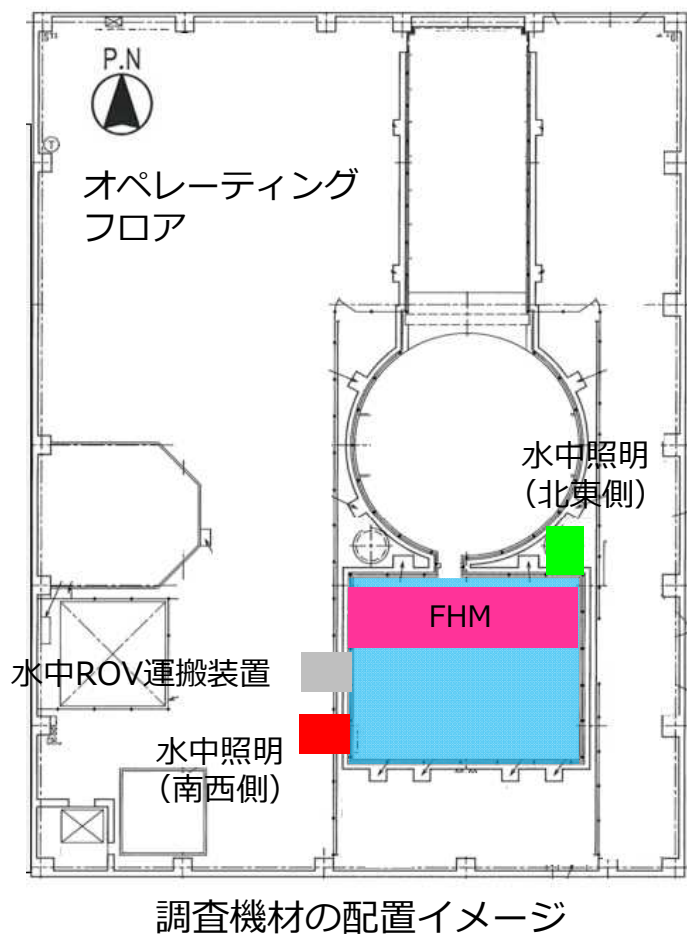 P.N
T
オペレーティング
フロア
水中照明
（北東側）
FHM
水中ROV運搬装置
水中照明
（南西側）
調査機材の配置イメージ